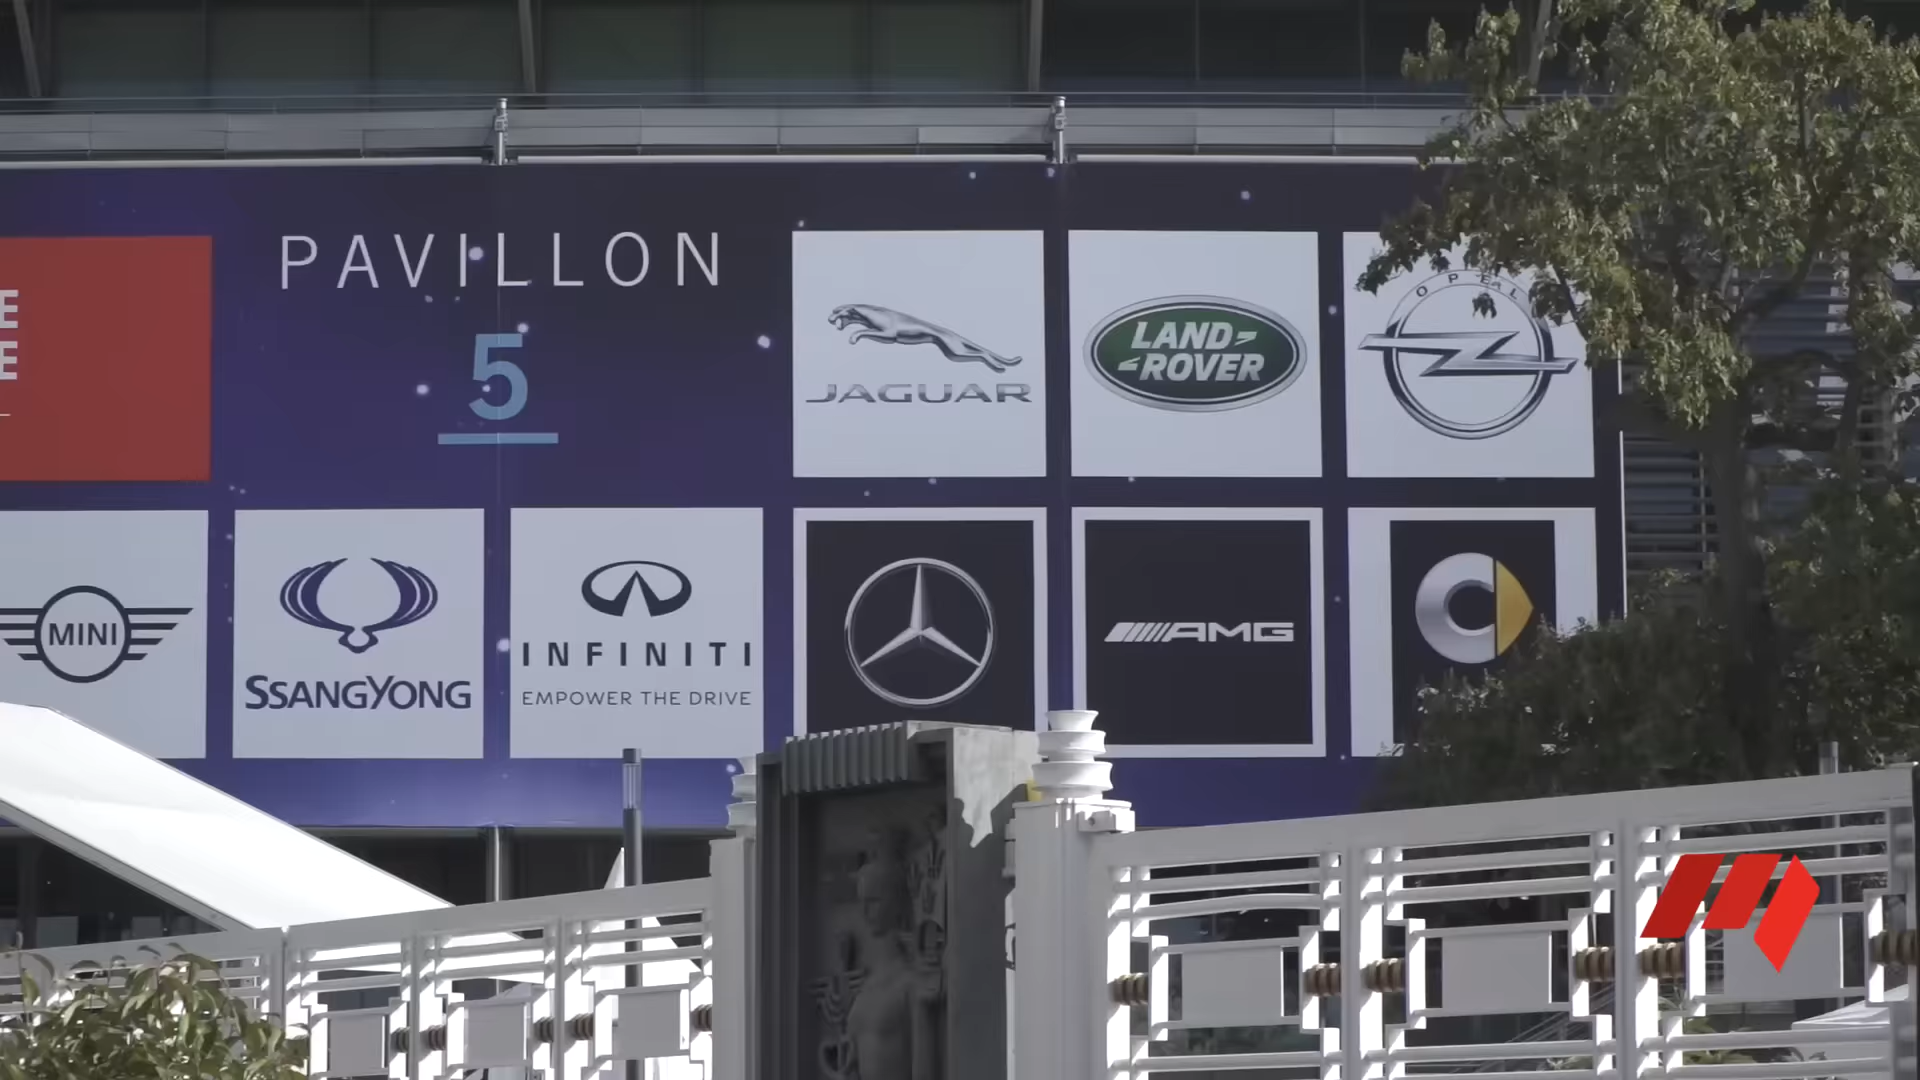 E
E
PAVILLON
5
JAGUAR
LAND-
-ROVER
OPEL
MINI
SSANGYONG
INFINITI
EMPOWER THE DRIVE
AMG